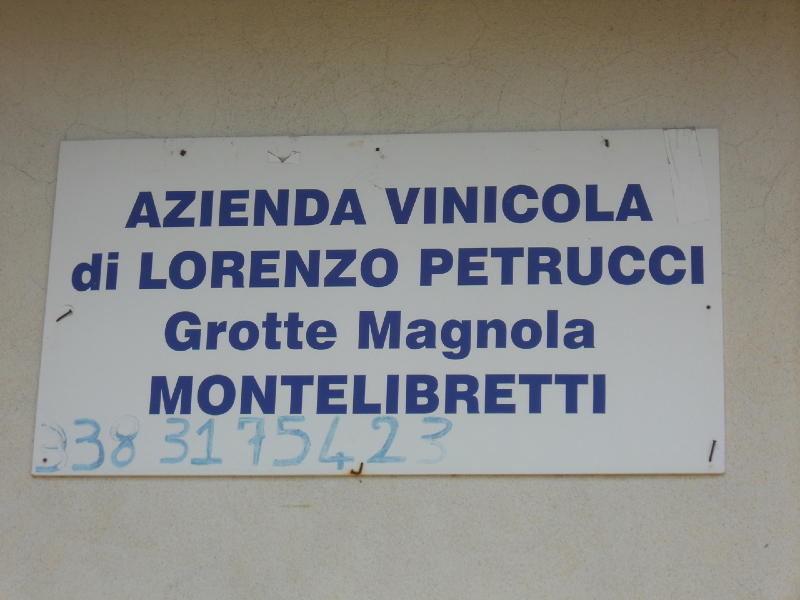 AZIENDA VINICOLA
di LORENZO PETRUCCI
Grotte Magnola
MONTELIBRETTI
338 3175423